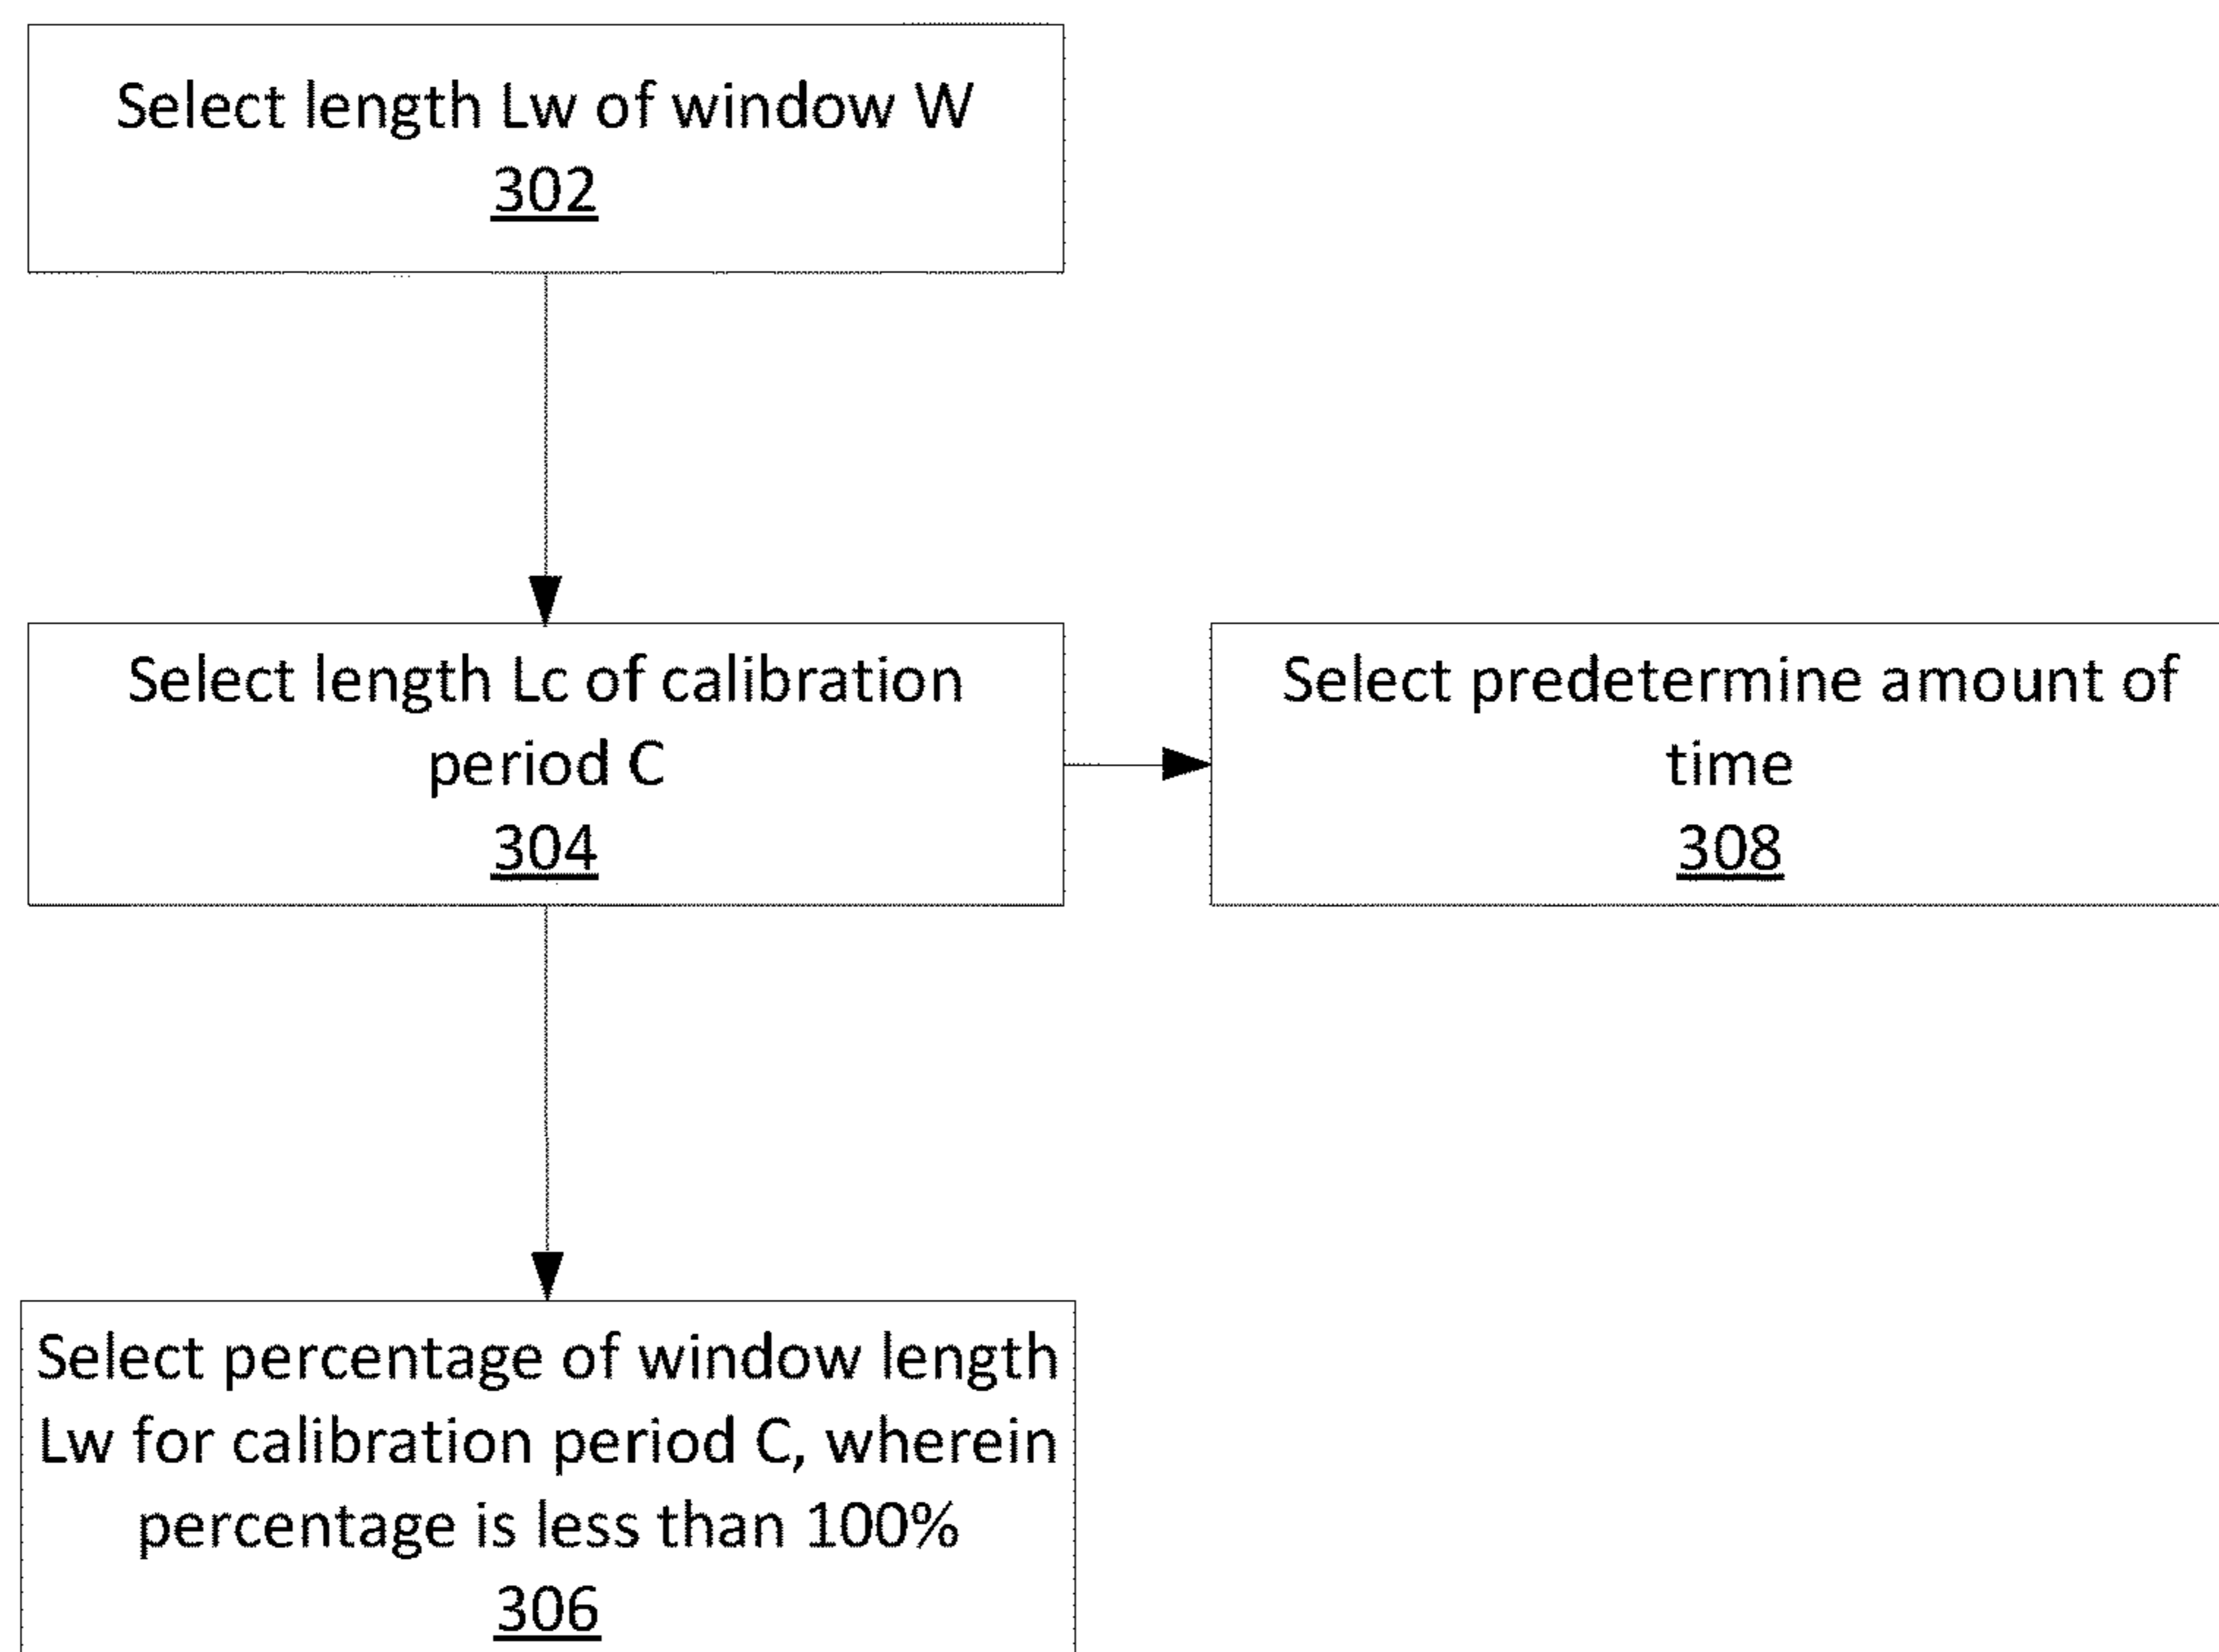 Select length Lw of window W
302
Select length Lc of calibration
period C
304
Select predetermine amount of
time
308
Select percentage of window length
Lw for calibration period C, wherein
percentage is less than 100%
306